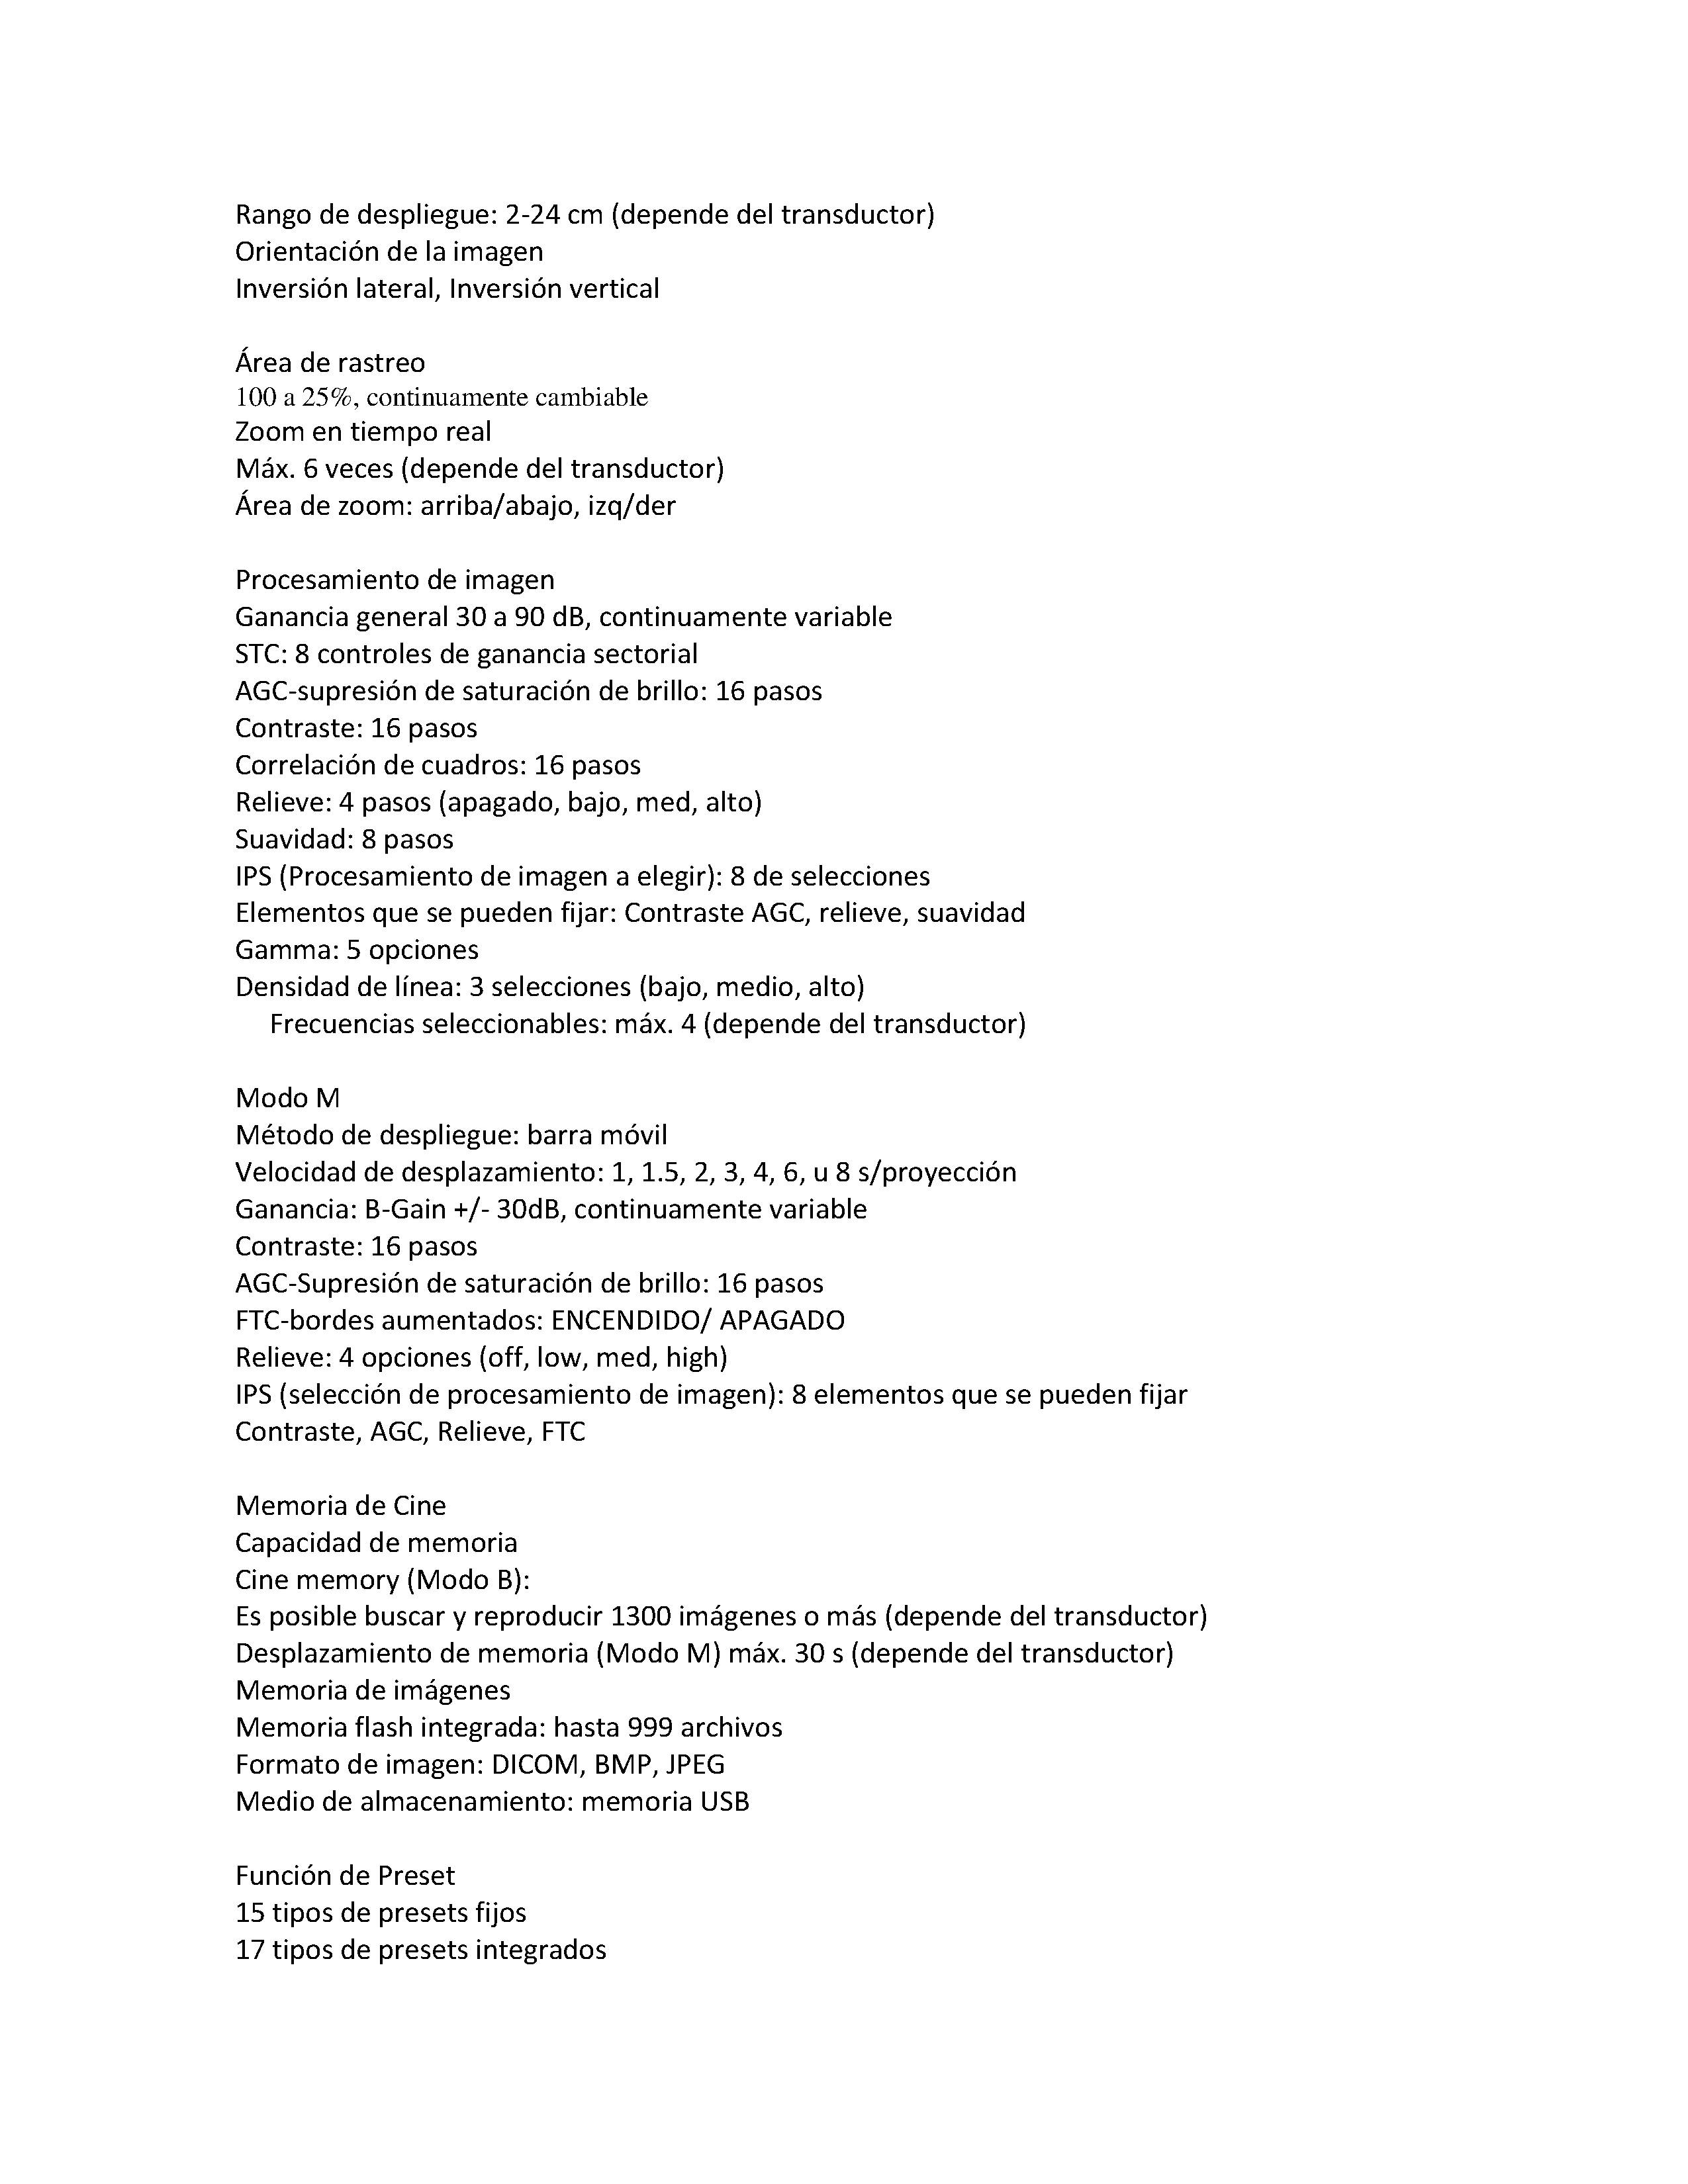 Rango de despliegue: 2-24 cm (depende del transductor)
Orientación de la imagen
Inversión lateral, Inversión vertical
Área de rastreo
100 a 25%, continuamente cambiable
Zoom en tiempo real
Máx. 6 veces (depende del transductor)
Área de zoom: arriba/abajo, izq/der
Procesamiento de imagen
Ganancia general 30 a 90 dB, continuamente variable
STC: 8 controles de ganancia sectorial
AGC-supresión de saturación de brillo: 16 pasos
Contraste: 16 pasos
Correlación de cuadros: 16 pasos
Relieve: 4 pasos (apagado, bajo, med, alto)
Suavidad: 8 pasos
IPS (Procesamiento de imagen a elegir): 8 de selecciones
Elementos que se pueden fijar: Contraste AGC, relieve, suavidad
Gamma: 5 opciones
Densidad de línea: 3 selecciones (bajo, medio, alto)
Frecuencias seleccionables: máx. 4 (depende del transductor)
Modo M
Método de despliegue: barra móvil
Velocidad de desplazamiento: 1, 1.5, 2, 3, 4, 6, u 8 s/proyección
Ganancia: B-Gain +/- 30dB, continuamente variable
Contraste: 16 pasos
AGC-Supresión de saturación de brillo: 16 pasos
FTC-bordes aumentados: ENCENDIDO/ APAGADO
Relieve: 4 opciones (off, low, med, high)
IPS (selección de procesamiento de imagen): 8 elementos que se pueden fijar
Contraste, AGC, Relieve, FTC
Memoria de Cine
Capacidad de memoria
Cine memory (Modo B):
Es posible buscar y reproducir 1300 imágenes o más (depende del transductor)
Desplazamiento de memoria (Modo M) máx. 30 s (depende del transductor)
Memoria de imágenes
Memoria flash integrada: hasta 999 archivos
Formato de imagen: DICOM, BMP, JPEG
Medio de almacenamiento: memoria USB
Función de Preset
15 tipos de presets fijos
17 tipos de presets integrados